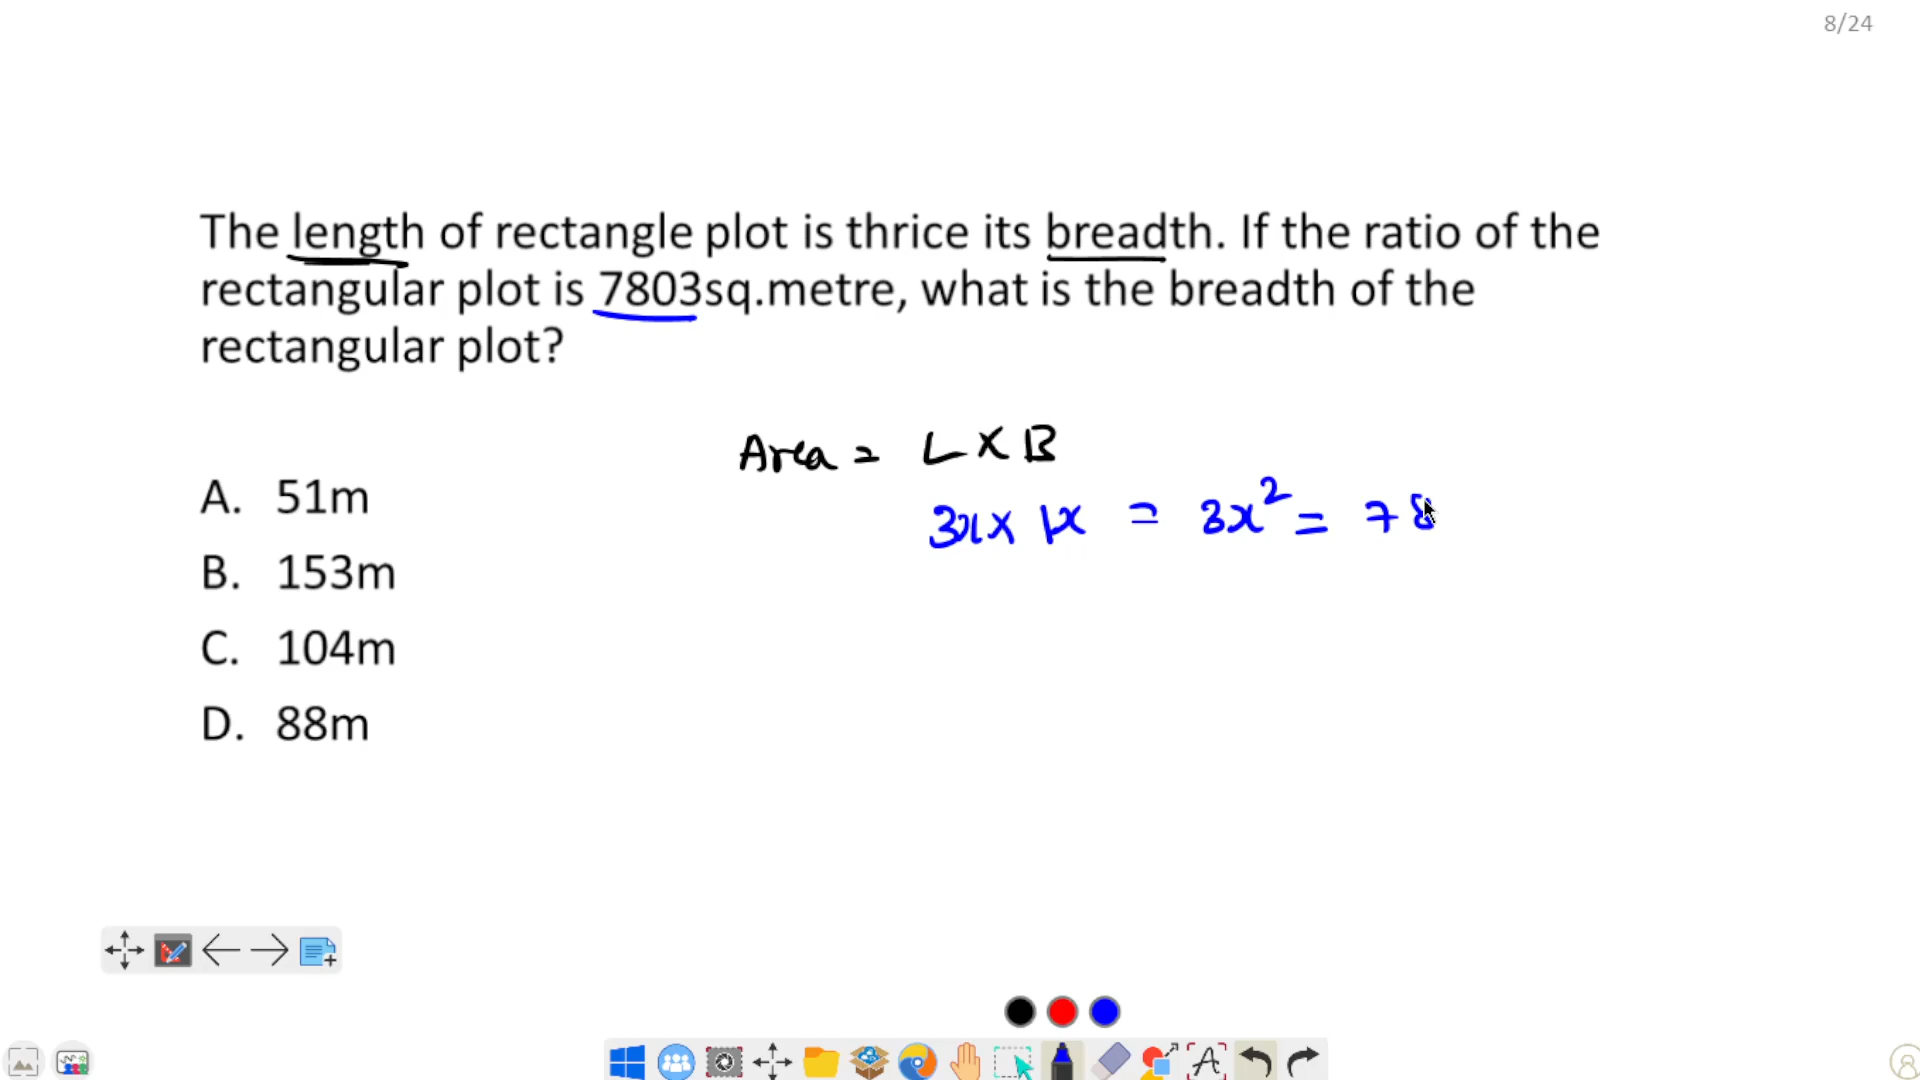 8/24
The length of rectangle plot is thrice its breadth. If the ratio of the
rectangular plot is 7803sq.metre, what is the breadth of the
rectangular plot?
Area = L X B
3x x 1x = 3x² = 78
A. 51m
B. 153m
C. 104m
D. 88m